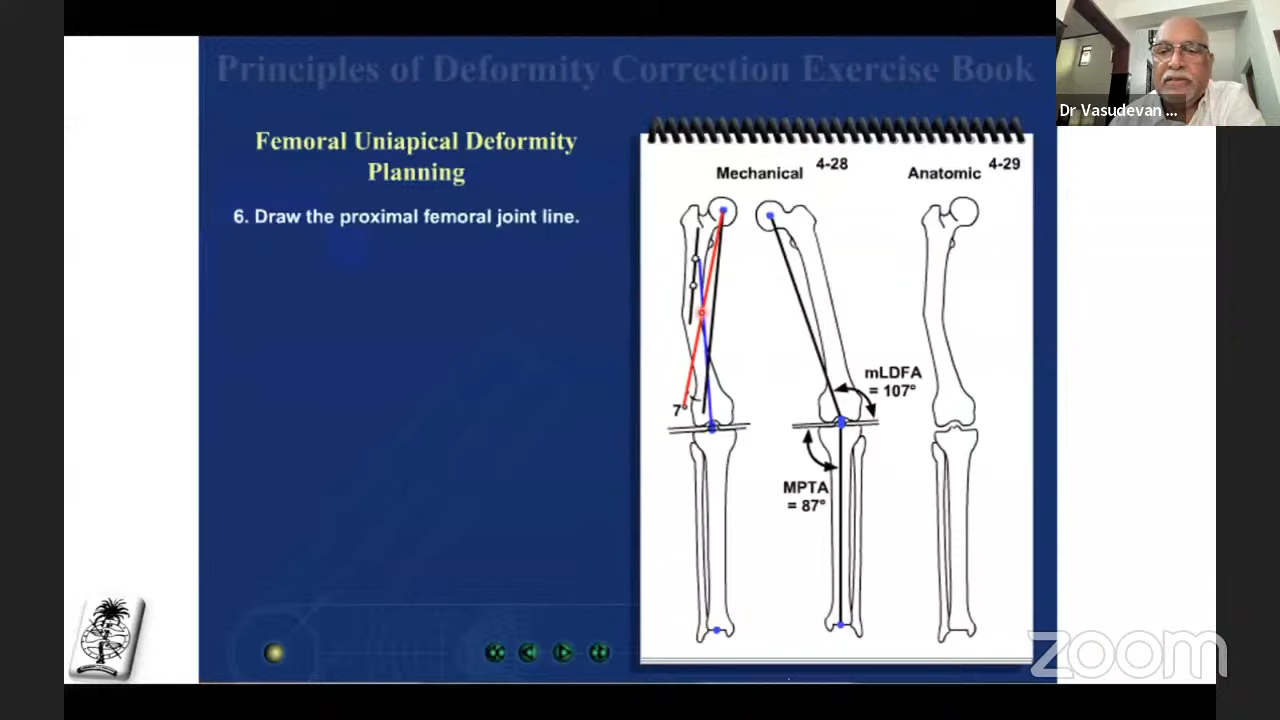 Principles of Deformity Correction Exercise Book
Femoral Uniapical Deformity
Planning
6. Draw the proximal femoral joint line.
Mechanical 4-28
Anatomic 4-29
7°
mLDFA
= 107°
MPTA
= 87°
Dr Vasudevan ...
zoom